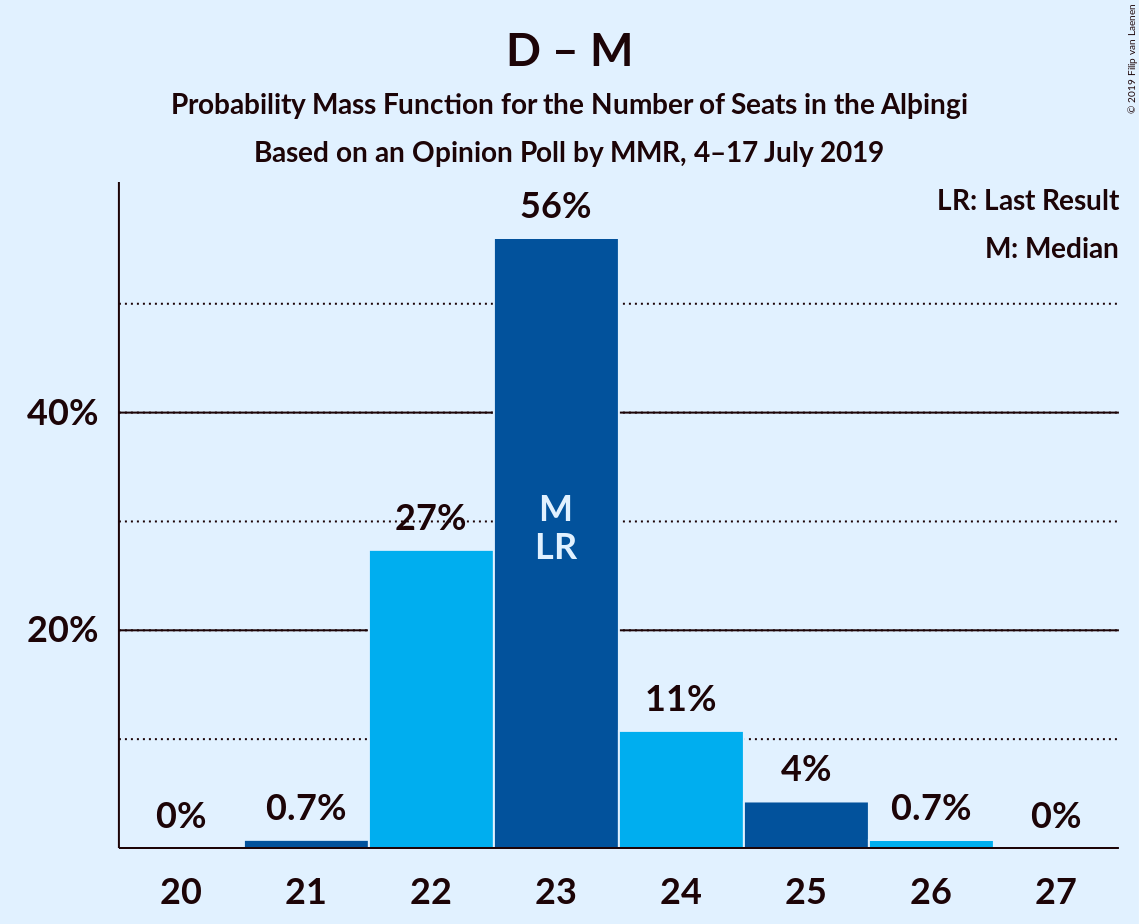 D – M
Probability Mass Function for the Number of Seats in the Alþingi
Based on an Opinion Poll by MMR, 4–17 July 2019
© 2019 Filip van Laenen
LR: Last Result
M: Median
56%
40%
27%
M
LR
20%
11%
4%
0%
0.7%
0.7%
0%
20 21 22 23 24 25 26 27